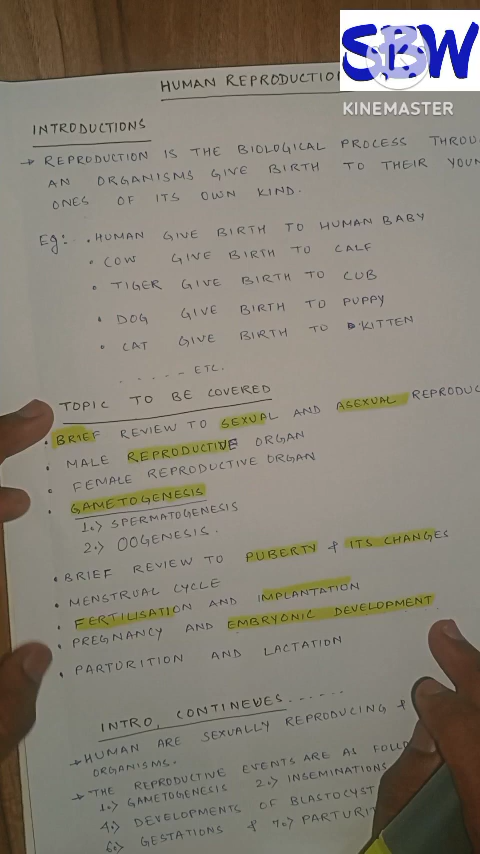 SBW
KINEMASTER
HUMAN REPRODUCTIO
INTRODUCTIONS
→ REPRODUCTION IS THE BIOLOGICAL PROCESS THROU
AN ORGANISMS GIVE BIRTH TO THEIR YOUN
ONES OF ITS OWN KIND.
Eg: • HUMAN GIVE BIRTH TO HUMAN BABY
• COW GIVE BIRTH TO CALF
• TIGER GIVE BIRTH TO CUB
• DOG GIVE BIRTH TO PUPPY
• CAT GIVE BIRTH TO KITTEN
...... ETC.
TOPIC TO BE COVERED
• BRIEF REVIEW TO SEXUAL AND ASEXUAL REPRODUC
• MALE REPRODUCTIVE ORGAN
• FEMALE REPRODUCTIVE ORGAN
• GAMETOGENESIS
1.> SPERMATOGENESIS
2.> OOGENESIS.
• BRIEF REVIEW TO PUBERTY & ITS CHANGES
• MENSTRUAL CYCLE
• FERTILISATION AND IMPLANTATION
• PREGNANCY AND EMBRYONIC DEVELOPMENT
• PARTURITION AND LACTATION
INTRO, CONTINEUES......
→ HUMAN ARE SEXUALLY REPRODUCING &
ORGANISMS.
→ THE REPRODUCTIVE EVENTS ARE AS FOLL
1.> GAMETOGENESIS 2.> INSEMINATIONS
4.> DEVELOPMENTS OF BLASTOCYST
6.> GESTATIONS & 7.> PARTURIT